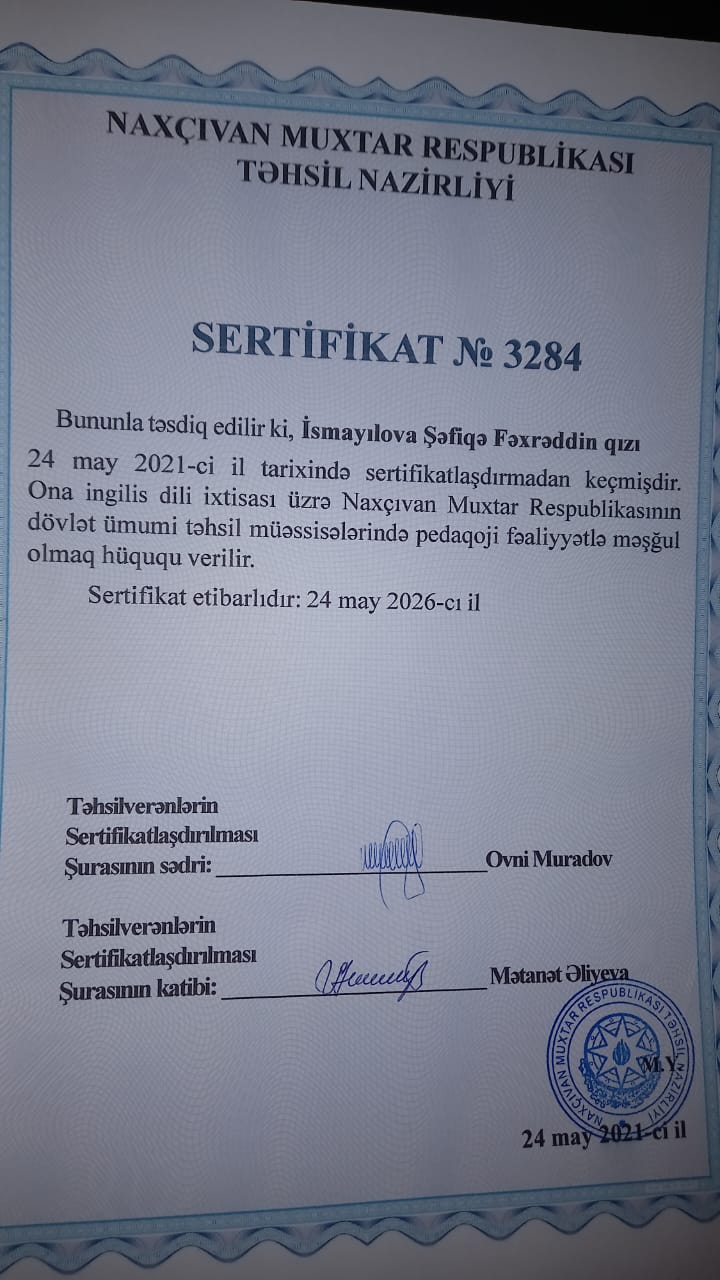 NAXÇIVAN MUXTAR RESPUBLİKASI
TƏHSİL NAZİRLİYİ
SERTİFİKAT № 3284
Bununla təsdiq edilir ki, İsmayılova Şəfiqə Fəxrəddin qızı
24 may 2021-ci il tarixində sertifikatlaşdırmadan keçmişdir.
Ona ingilis dili ixtisası üzrə Naxçıvan Muxtar Respublikasının
dövlət ümumi təhsil müəssisələrində pedaqoji fəaliyyətlə məşğul
olmaq hüququ verilir.
Sertifikat etibarlıdır: 24 may 2026-cı il
Təhsilverənlərin
Sertifikatlaşdırılması
Şurasının sədri: Ovni Muradov
Təhsilverənlərin
Sertifikatlaşdırılması
Şurasının katibi: Mətanət Əliyeva
NAXÇIVAN MUXTAR RESPUBLİKASI TƏHSİL NAZİRLİYİ
M.Y.
24 may 2021-ci il